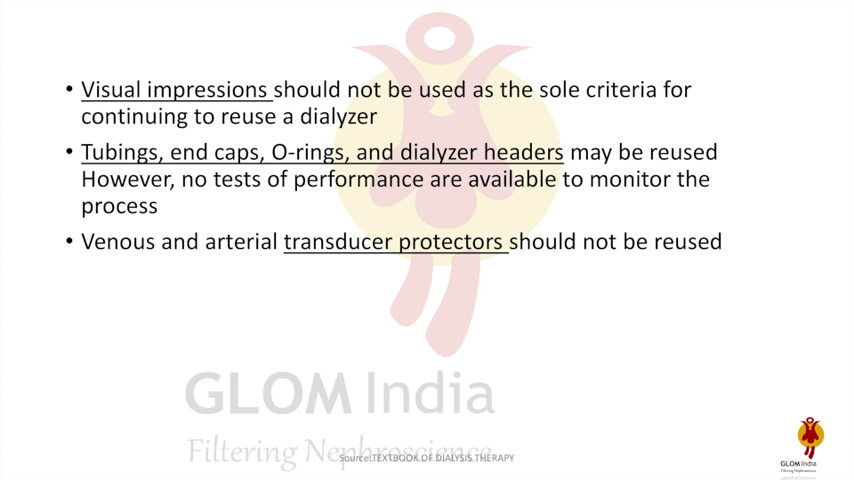 • Visual impressions should not be used as the sole criteria for
continuing to reuse a dialyzer
• Tubings, end caps, O-rings, and dialyzer headers may be reused
However, no tests of performance are available to monitor the
process
• Venous and arterial transducer protectors should not be reused
GLOM India
Filtering Nephroscience
Source:TEXTBOOK OF DIALYSIS THERAPY
GLOM India
Filtering Nephroscience